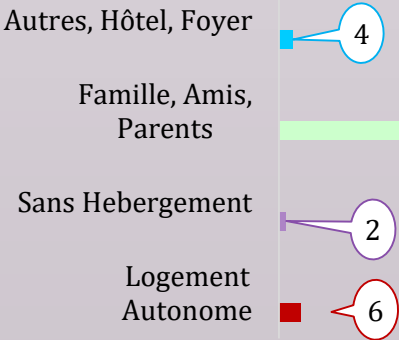 Autres, Hôtel, Foyer
4
Famille, Amis,
Parents
Sans Hebergement
2
Logement
Autonome
6